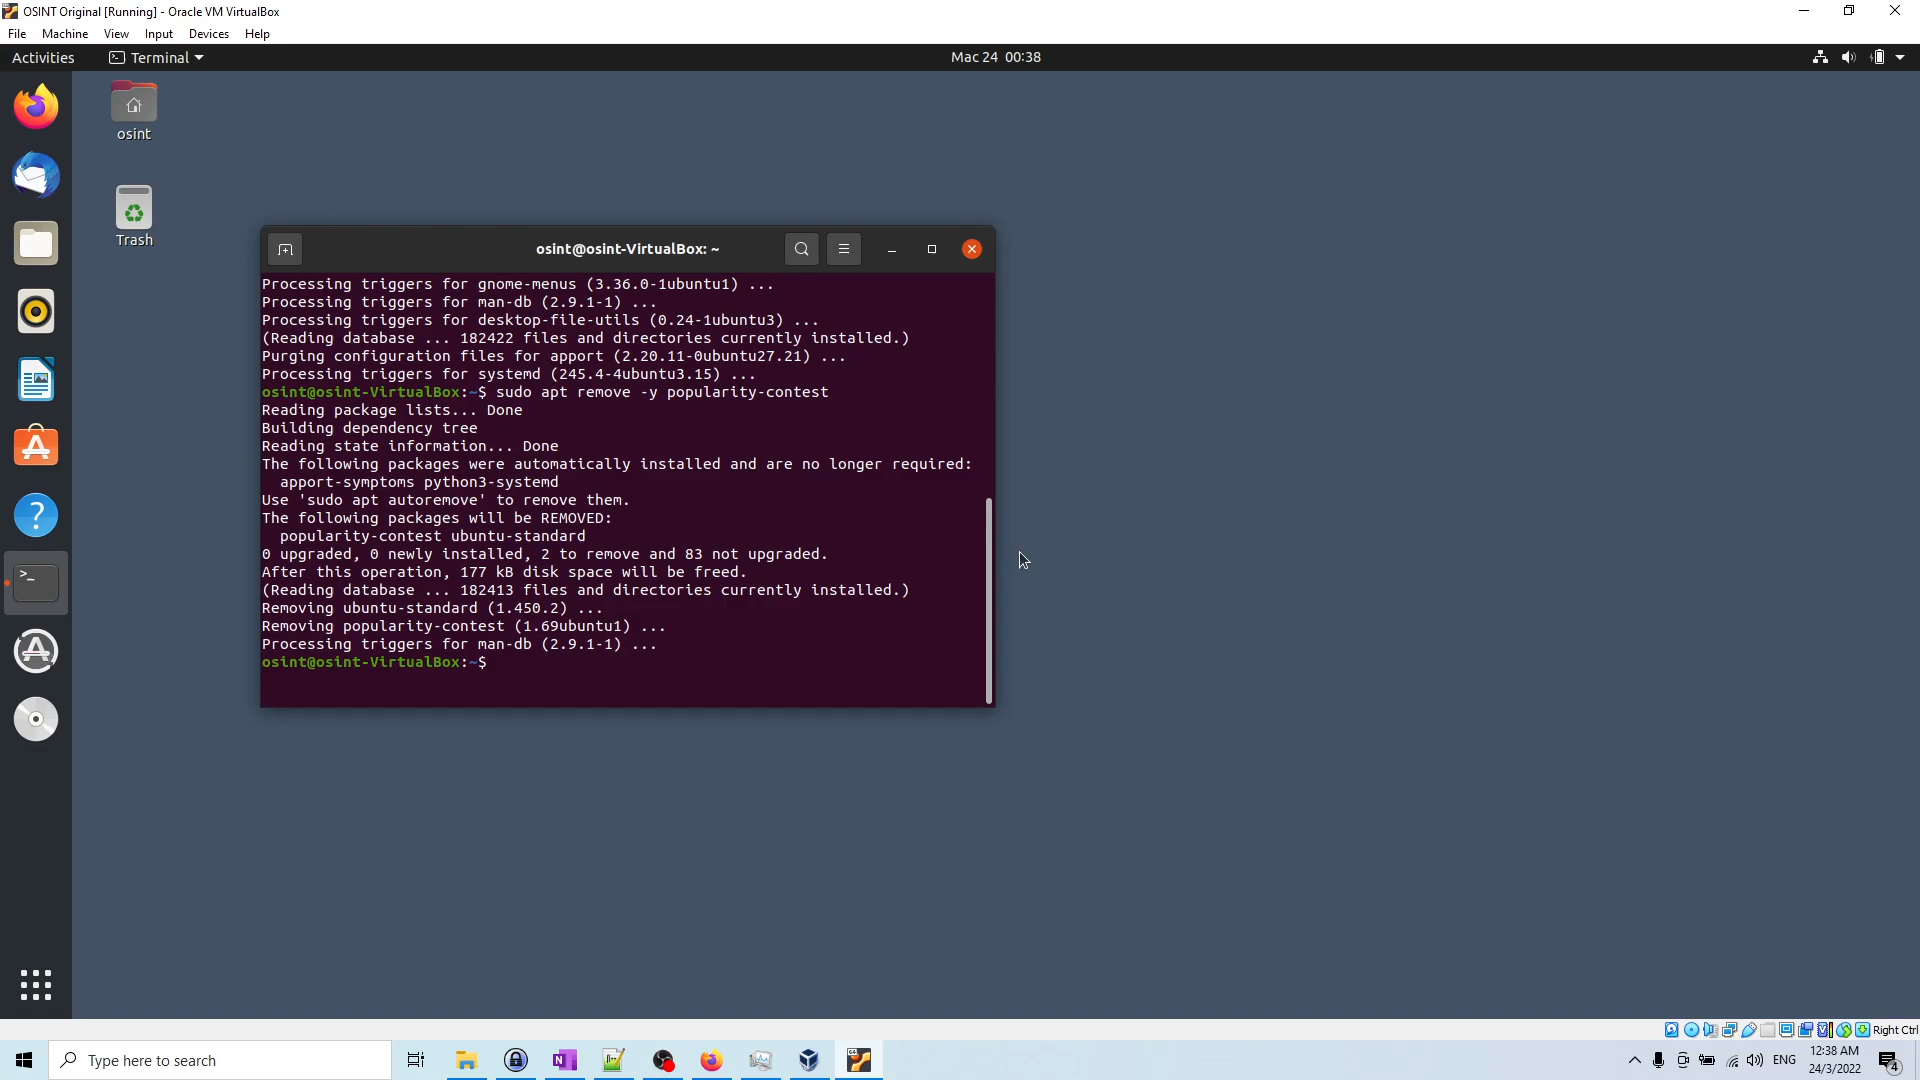 OSINT Original [Running] - Oracle VM VirtualBox
File Machine View Input Devices Help
Activities Terminal Mac 24 00:38
osint
Trash
osint@osint-VirtualBox: ~
Processing triggers for gnome-menus (3.36.0-1ubuntu1) ...
Processing triggers for man-db (2.9.1-1) ...
Processing triggers for desktop-file-utils (0.24-1ubuntu3) ...
(Reading database ... 182422 files and directories currently installed.)
Purging configuration files for apport (2.20.11-0ubuntu27.21) ...
Processing triggers for systemd (245.4-4ubuntu3.15) ...
osint@osint-VirtualBox:~$ sudo apt remove -y popularity-contest
Reading package lists... Done
Building dependency tree
Reading state information... Done
The following packages were automatically installed and are no longer required:
apport-symptoms python3-systemd
Use 'sudo apt autoremove' to remove them.
The following packages will be REMOVED:
popularity-contest ubuntu-standard
0 upgraded, 0 newly installed, 2 to remove and 83 not upgraded.
After this operation, 177 kB disk space will be freed.
(Reading database ... 182413 files and directories currently installed.)
Removing ubuntu-standard (1.450.2) ...
Removing popularity-contest (1.69ubuntu1) ...
Processing triggers for man-db (2.9.1-1) ...
osint@osint-VirtualBox:~$
Right Ctrl
Type here to search
ENG
12:38 AM
24/3/2022
4